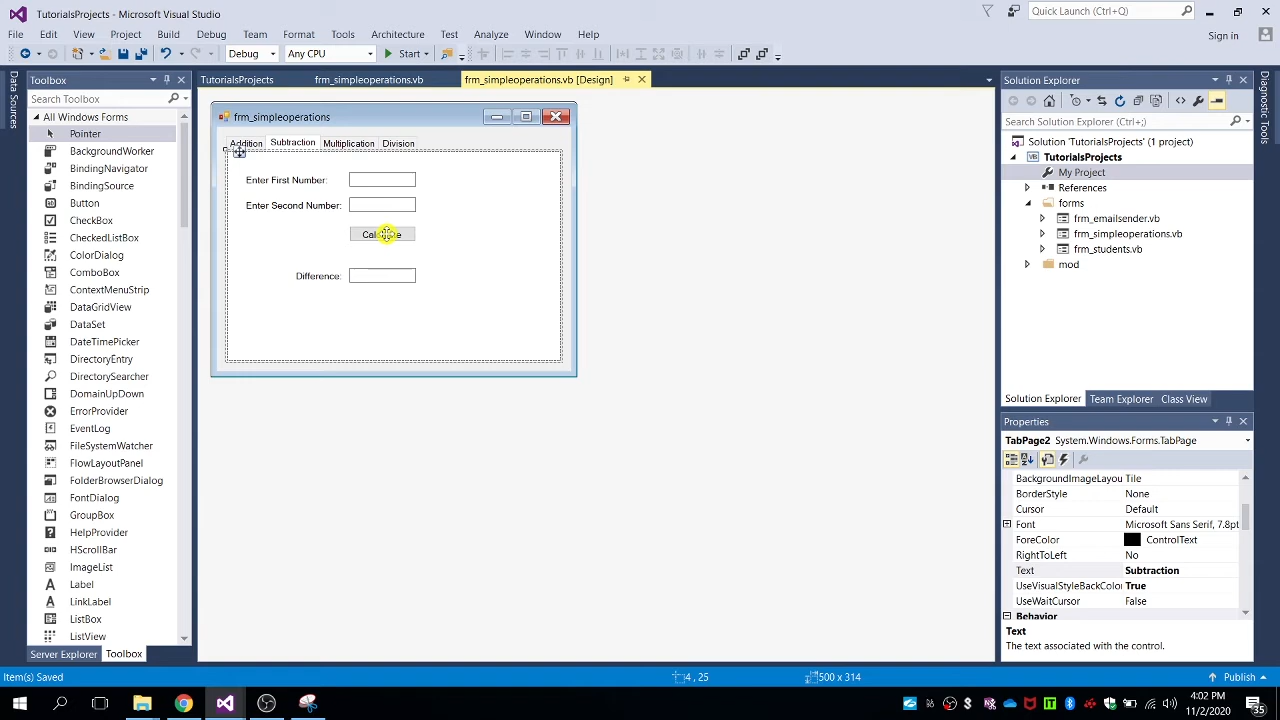 TutorialsProjects - Microsoft Visual Studio
Quick Launch (Ctrl+Q)
File Edit View Project Build Debug Team Format Tools Architecture Test Analyze Window Help
Sign in
Debug Any CPU Start
Data Sources
Toolbox
Search Toolbox
All Windows Forms
Pointer
BackgroundWorker
BindingNavigator
BindingSource
Button
CheckBox
CheckedListBox
ColorDialog
ComboBox
ContextMenuStrip
DataGridView
DataSet
DateTimePicker
DirectoryEntry
DirectorySearcher
DomainUpDown
ErrorProvider
EventLog
FileSystemWatcher
FlowLayoutPanel
FolderBrowserDialog
FontDialog
GroupBox
HelpProvider
HScrollBar
ImageList
Label
LinkLabel
ListBox
ListView
Server Explorer Toolbox
TutorialsProjects frm_simpleoperations.vb frm_simpleoperations.vb [Design]
frm_simpleoperations
Addition Subtraction Multiplication Division
Enter First Number:
Enter Second Number:
Difference:
Solution Explorer
Search Solution Explorer (Ctrl+;)
Solution 'TutorialsProjects' (1 project)
VB TutorialsProjects
My Project
References
forms
frm_emailsender.vb
frm_simpleoperations.vb
frm_students.vb
mod
Solution Explorer Team Explorer Class View
Properties
TabPage2 System.Windows.Forms.TabPage
BackgroundImageLayou Tile
BorderStyle None
Cursor Default
Font Microsoft Sans Serif, 7.8pt
ForeColor ControlText
RightToLeft No
Text Subtraction
UseVisualStyleBackColo True
UseWaitCursor False
Behavior
Text
The text associated with the control.
Diagnostic Tools
Item(s) Saved 4 , 25 500 x 314 Publish
4:02 PM
11/2/2020
35